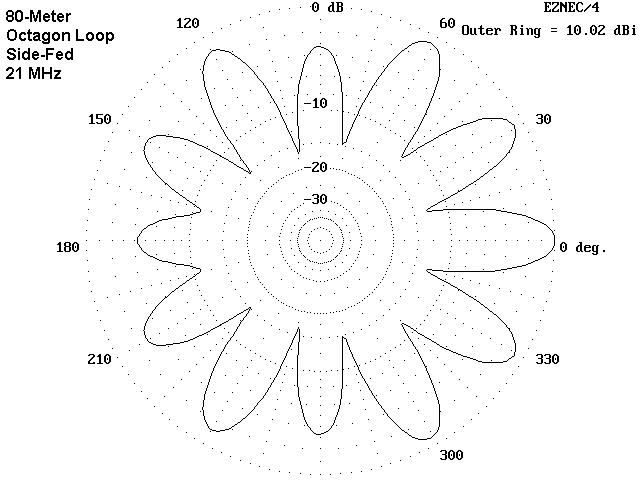 80-Meter
Octagon Loop
Side-Fed
21 MHz
0 dB
EZNEC/4
Outer Ring = 10.02 dBi
120
60
-10
150
30
-20
-30
180
0 deg.
210
330
300